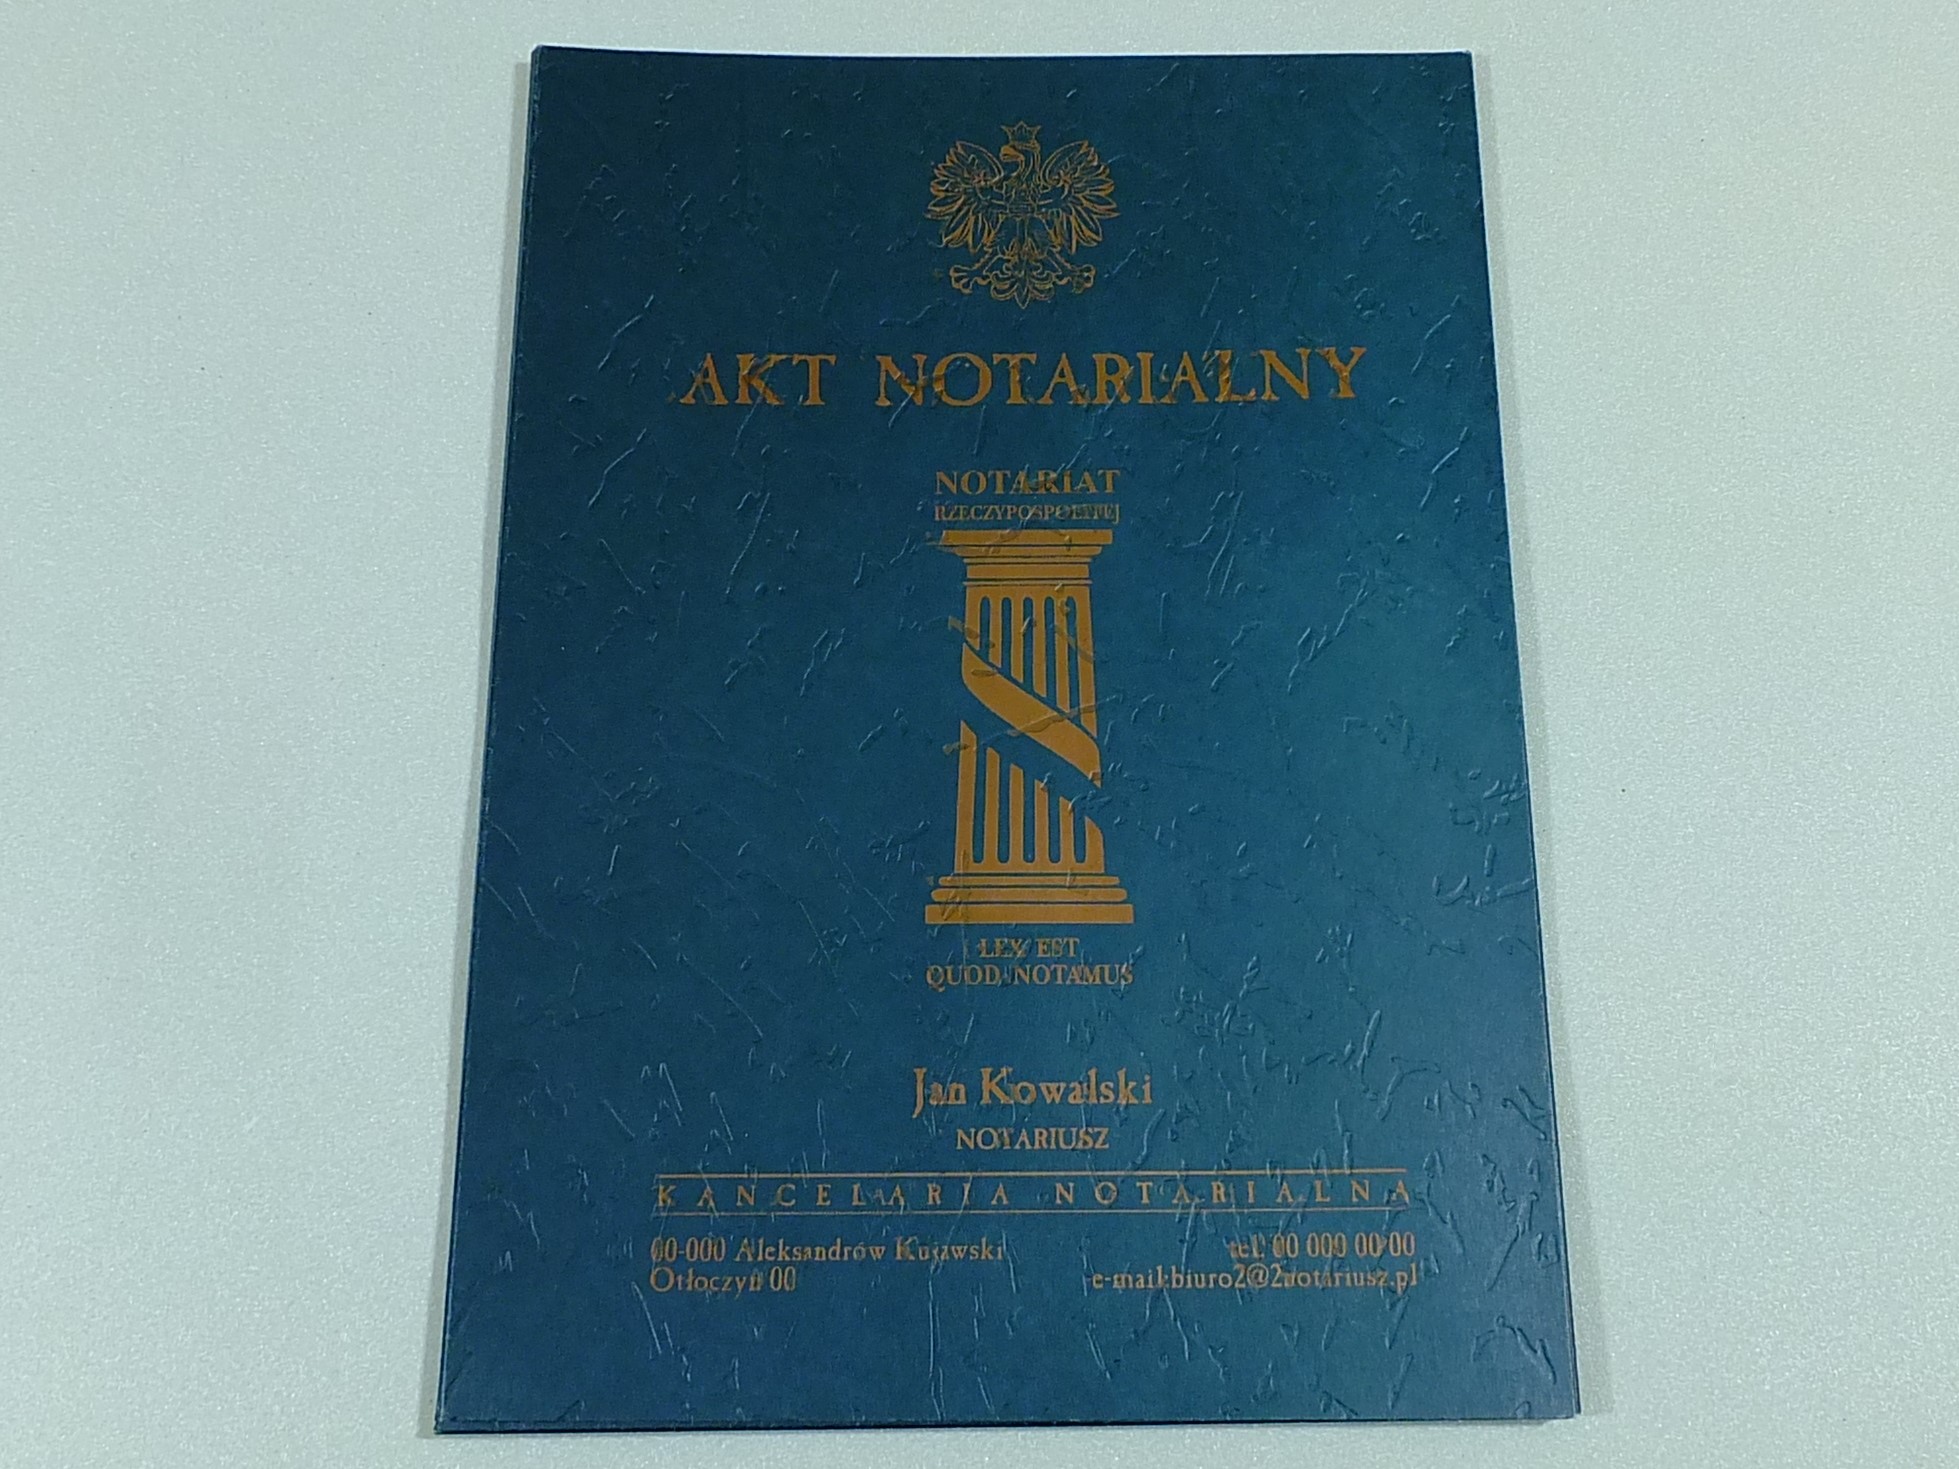 AKT NOTARIALNY
NOTARIAT
RZECZYPOSPOLITEJ
LEX EST
QUOD NOTAMUS
Jan Kowalski
NOTARIUSZ
KANCELARIA NOTARIALNA
00-000 Aleksandrów Kujawski
Otłoczyn 00
tel. 00 000 00 00
e-mail:biuro2@2notariusz.pl